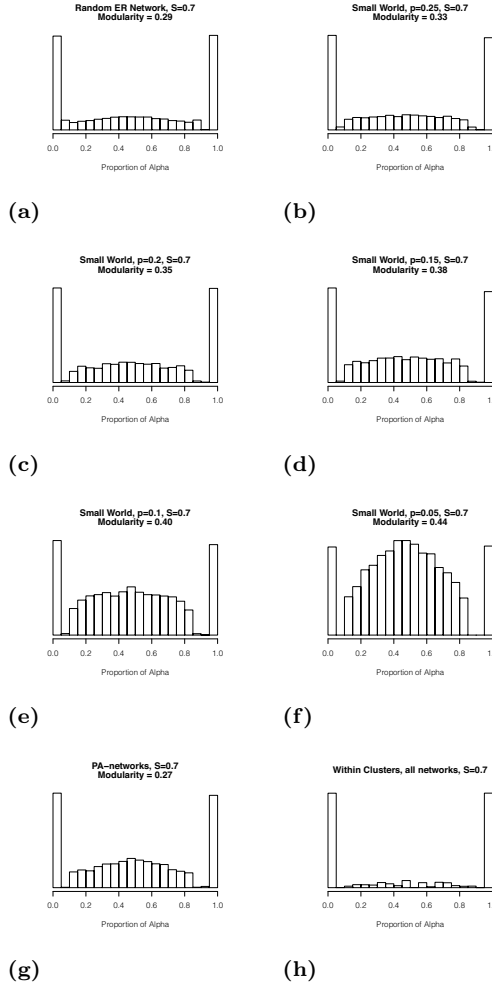 Random ER Network, S=0.7
Modularity = 0.29
0.0 0.2 0.4 0.6 0.8 1.0
Proportion of Alpha
(a)
Small World, p=0.25, S=0.7
Modularity = 0.33
0.0 0.2 0.4 0.6 0.8 1.0
Proportion of Alpha
(b)
Small World, p=0.2, S=0.7
Modularity = 0.35
0.0 0.2 0.4 0.6 0.8 1.0
Proportion of Alpha
(c)
Small World, p=0.15, S=0.7
Modularity = 0.38
0.0 0.2 0.4 0.6 0.8 1.0
Proportion of Alpha
(d)
Small World, p=0.1, S=0.7
Modularity = 0.40
0.0 0.2 0.4 0.6 0.8 1.0
Proportion of Alpha
(e)
Small World, p=0.05, S=0.7
Modularity = 0.44
0.0 0.2 0.4 0.6 0.8 1.0
Proportion of Alpha
(f)
PA−networks, S=0.7
Modularity = 0.27
0.0 0.2 0.4 0.6 0.8 1.0
Proportion of Alpha
(g)
Within Clusters, all networks, S=0.7
0.0 0.2 0.4 0.6 0.8 1.0
Proportion of Alpha
(h)